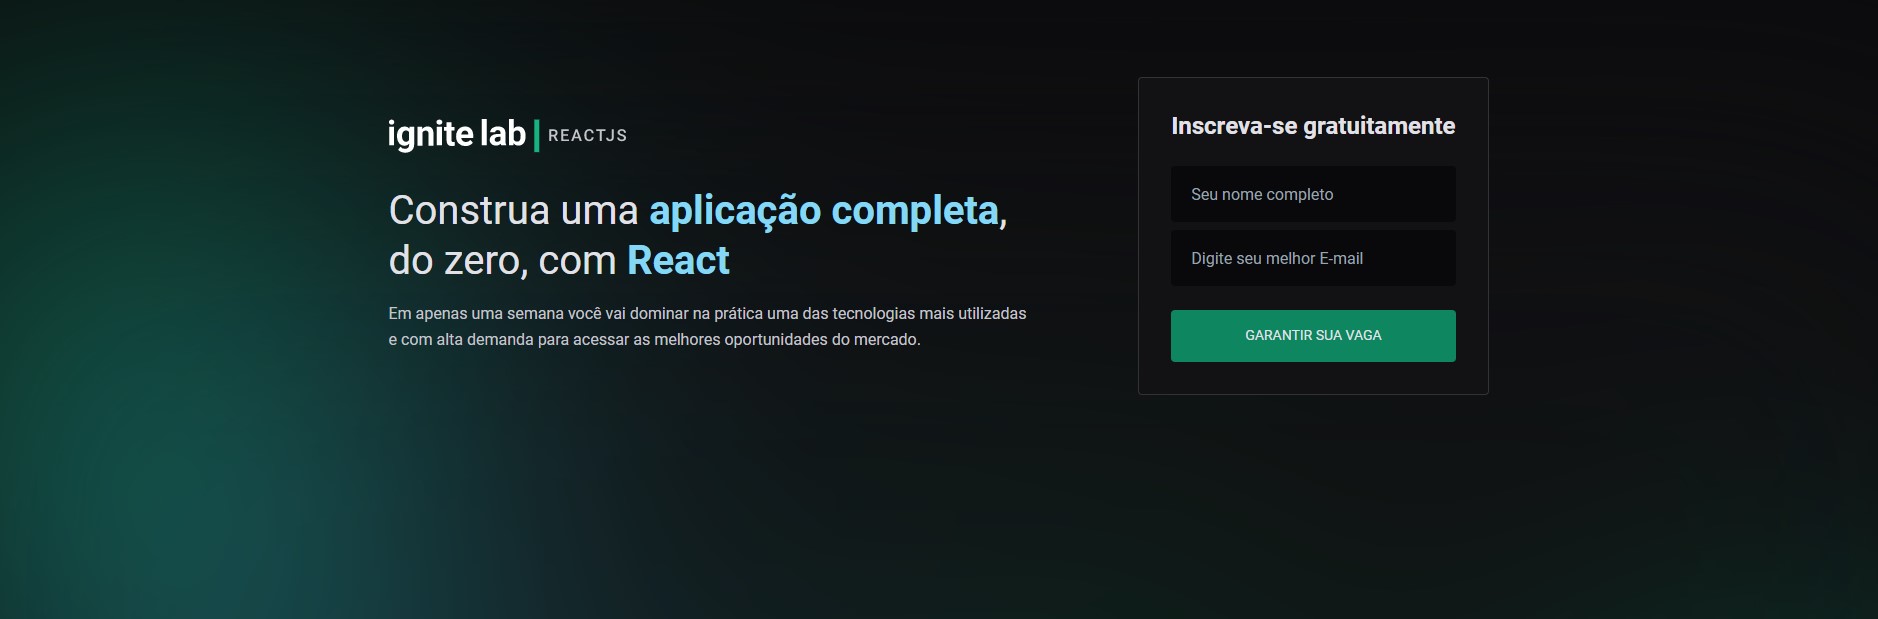 ignite lab | REACTJS
Construa uma aplicação completa,
do zero, com React
Em apenas uma semana você vai dominar na prática uma das tecnologias mais utilizadas
e com alta demanda para acessar as melhores oportunidades do mercado.
Inscreva-se gratuitamente
Seu nome completo
Digite seu melhor E-mail
GARANTIR SUA VAGA